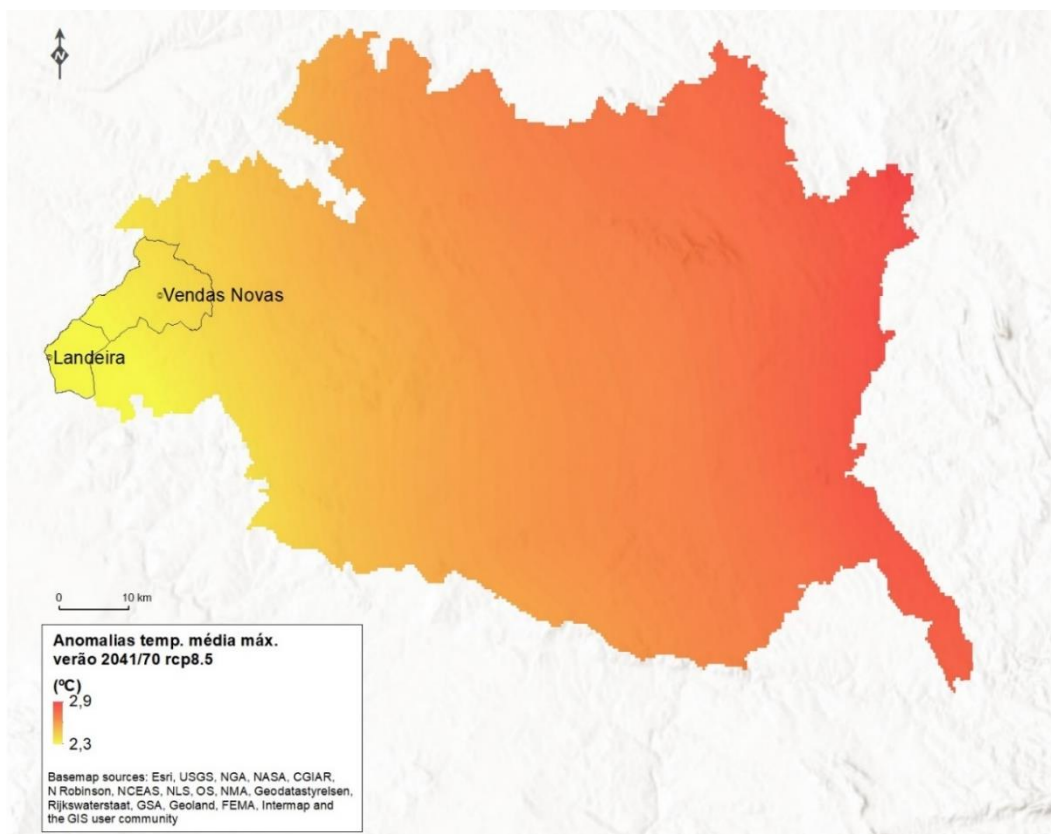 N
Vendas Novas
Landeira
0 10 km
Anomalias temp. média máx.
verão 2041/70 rcp8.5
(ºC)
2,9
2,3
Basemap sources: Esri, USGS, NGA, NASA, CGIAR,
N Robinson, NCEAS, NLS, OS, NMA, Geodatastyrelsen,
Rijkswaterstaat, GSA, Geoland, FEMA, Intermap and
the GIS user community